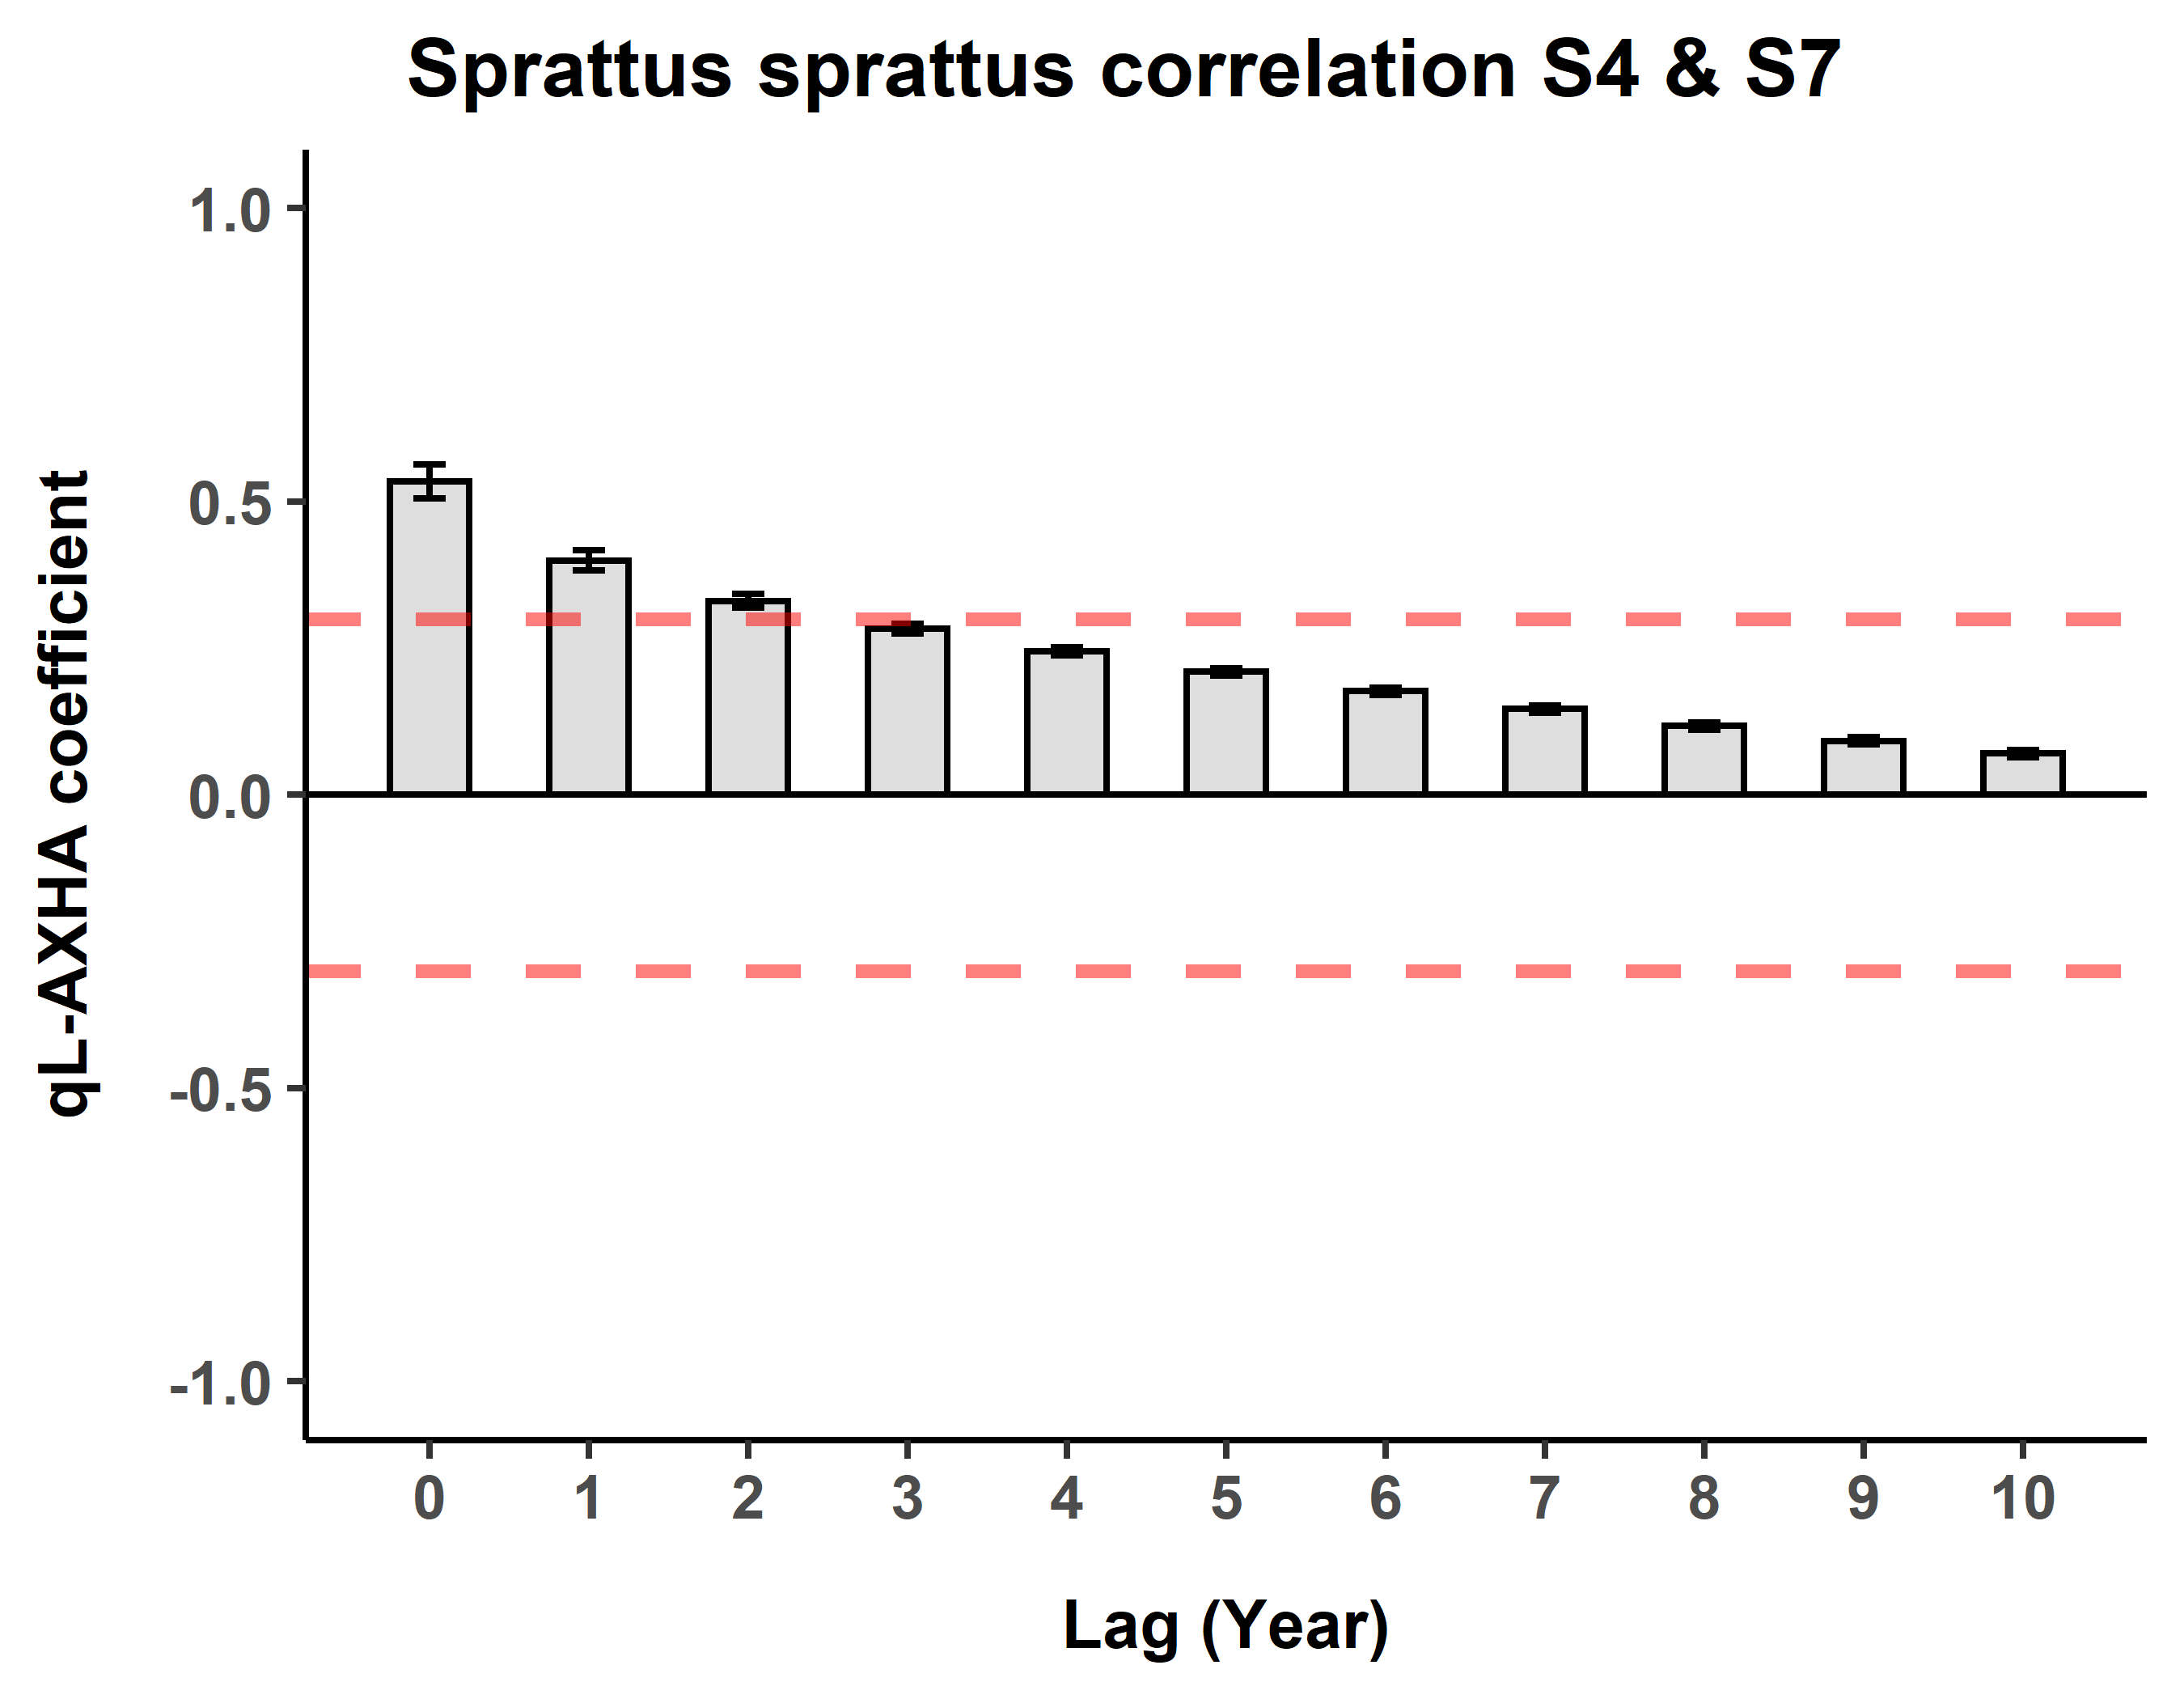 Sprattus sprattus correlation S4 & S7
qL-AXHA coefficient
1.0
0.5
0.0
-0.5
-1.0
0 1 2 3 4 5 6 7 8 9 10
Lag (Year)